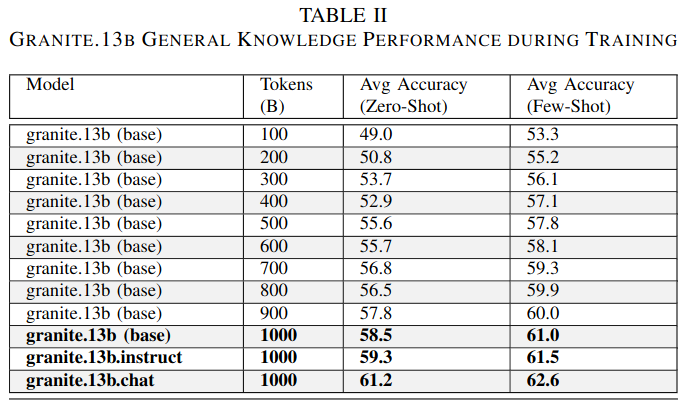 TABLE II
GRANITE.13B GENERAL KNOWLEDGE PERFORMANCE DURING TRAINING
Model Tokens (B) Avg Accuracy (Zero-Shot) Avg Accuracy (Few-Shot)
granite.13b (base) 100 49.0 53.3
granite.13b (base) 200 50.8 55.2
granite.13b (base) 300 53.7 56.1
granite.13b (base) 400 52.9 57.1
granite.13b (base) 500 55.6 57.8
granite.13b (base) 600 55.7 58.1
granite.13b (base) 700 56.8 59.3
granite.13b (base) 800 56.5 59.9
granite.13b (base) 900 57.8 60.0
granite.13b (base) 1000 58.5 61.0
granite.13b.instruct 1000 59.3 61.5
granite.13b.chat 1000 61.2 62.6